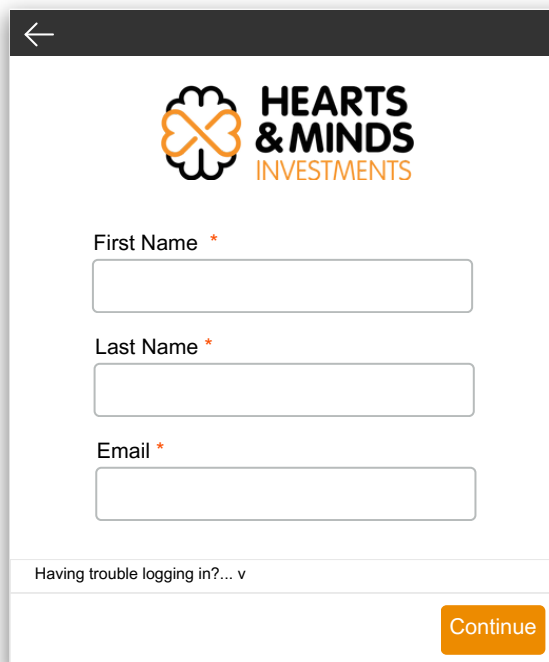 HEARTS
& MINDS
INVESTMENTS
First Name *
Last Name *
Email *
Having trouble logging in?... v
Continue